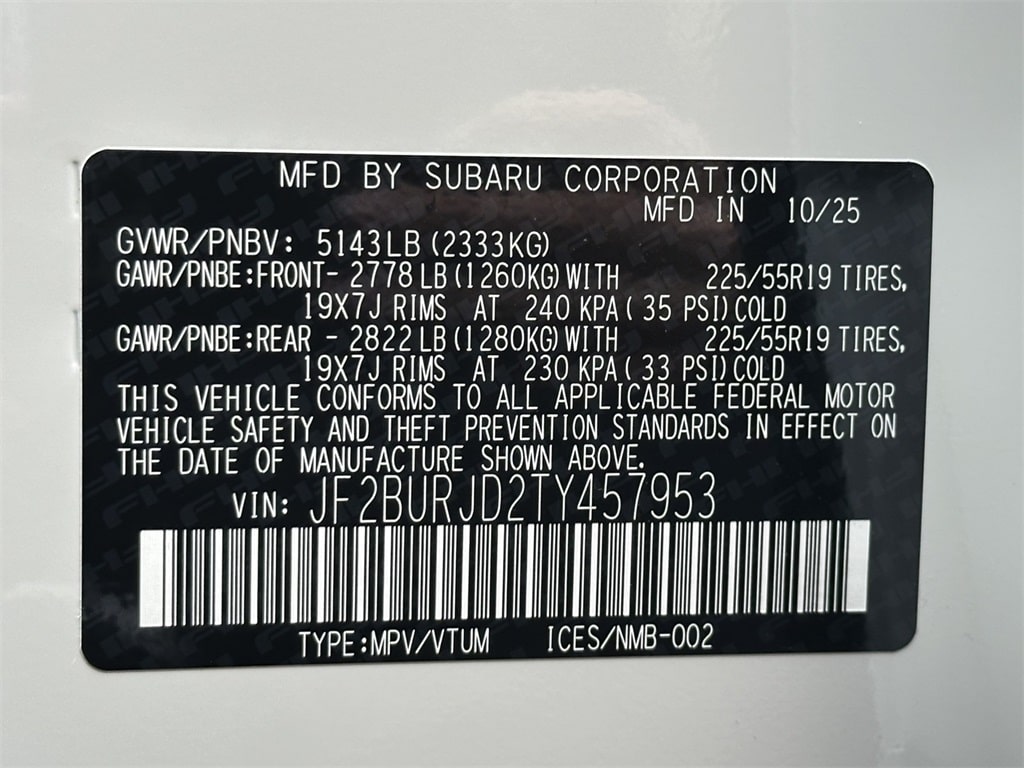 MFD BY SUBARU CORPORATION
MFD IN 10/25
GVWR/PNBV: 5143LB (2333KG)
GAWR/PNBE:FRONT- 2778 LB (1260KG) WITH 225/55R19 TIRES,
19X7J RIMS AT 240 KPA( 35 PSI) COLD
GAWR/PNBE:REAR - 2822 LB (1280KG) WITH 225/55R19 TIRES,
19X7J RIMS AT 230 KPA( 33 PSI) COLD
THIS VEHICLE CONFORMS TO ALL APPLICABLE FEDERAL MOTOR
VEHICLE SAFETY AND THEFT PREVENTION STANDARDS IN EFFECT ON
THE DATE OF MANUFACTURE SHOWN ABOVE.
VIN: JF2BURJD2TY457953
TYPE:MPV/VTUM ICES/NMB-002